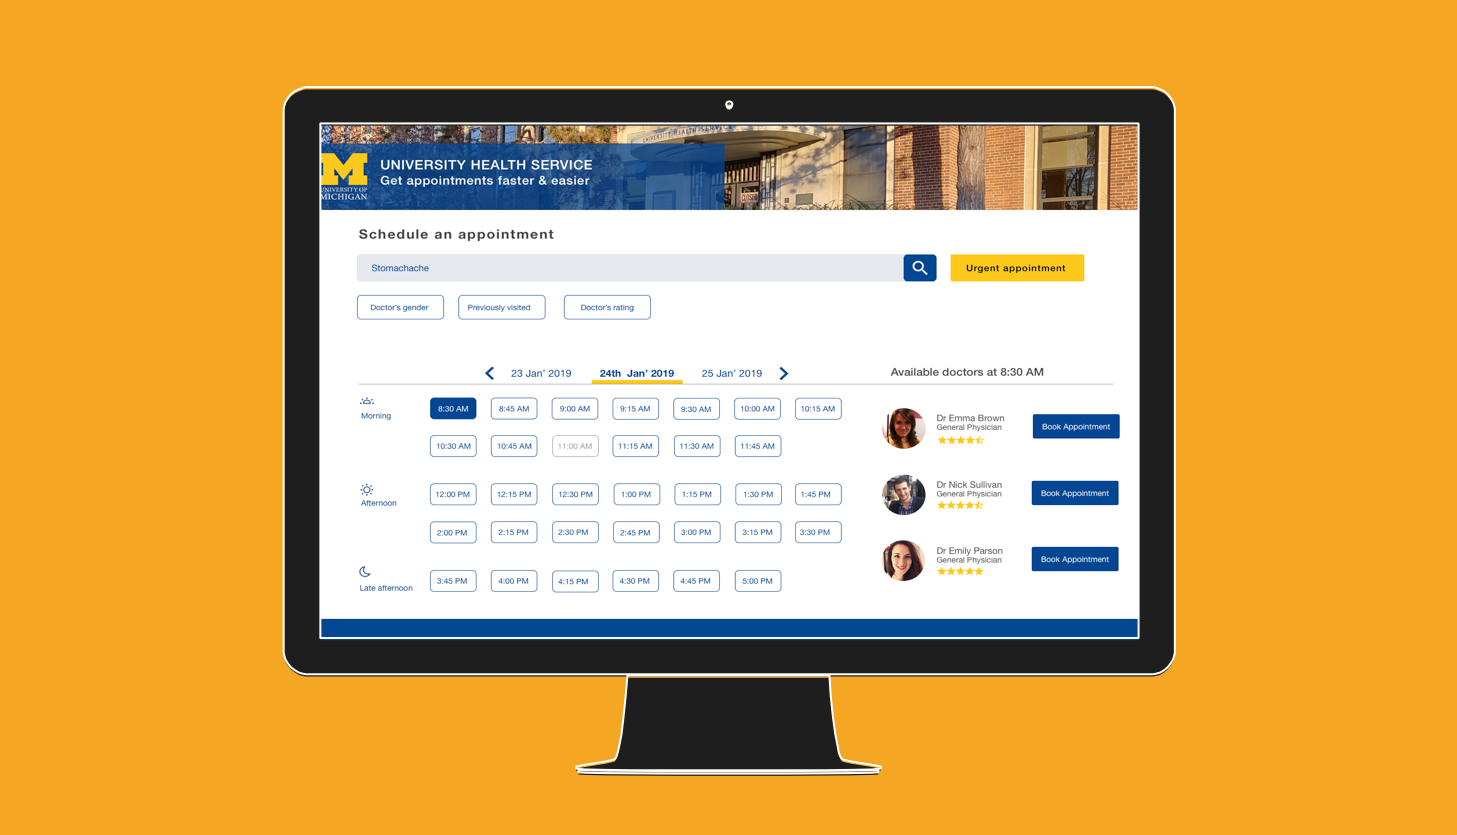 UNIVERSITY HEALTH SERVICE
M
UNIVERSITY OF
MICHIGAN
UNIVERSITY HEALTH SERVICE
Get appointments faster & easier
Schedule an appointment
Stomachache
Urgent appointment
Doctor's gender
Previously visited
Doctor's rating
23 Jan' 2019
24th Jan' 2019
25 Jan' 2019
Available doctors at 8:30 AM
Morning
8:30 AM 8:45 AM 9:00 AM 9:15 AM 9:30 AM 10:00 AM 10:15 AM
10:30 AM 10:45 AM 11:00 AM 11:15 AM 11:30 AM 11:45 AM
Afternoon
12:00 PM 12:15 PM 12:30 PM 1:00 PM 1:15 PM 1:30 PM 1:45 PM
2:00 PM 2:15 PM 2:30 PM 2:45 PM 3:00 PM 3:15 PM 3:30 PM
Late afternoon
3:45 PM 4:00 PM 4:15 PM 4:30 PM 4:45 PM 5:00 PM
Dr Emma Brown
General Physician
Book Appointment
Dr Nick Sullivan
General Physician
Book Appointment
Dr Emily Parson
General Physician
Book Appointment